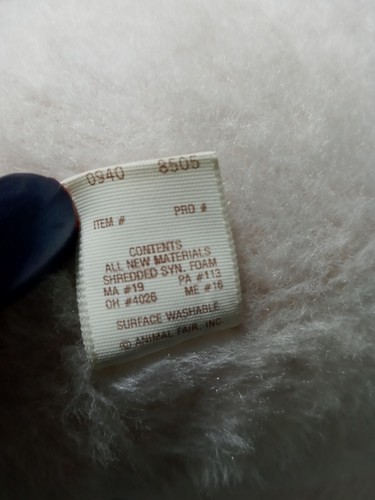 0940 8505
ITEM # PRO #
CONTENTS
ALL NEW MATERIALS
SHREDDED SYN. FOAM
MA #19 PA #113
OH #4026 ME #16
SURFACE WASHABLE
© ANIMAL FAIR, INC.